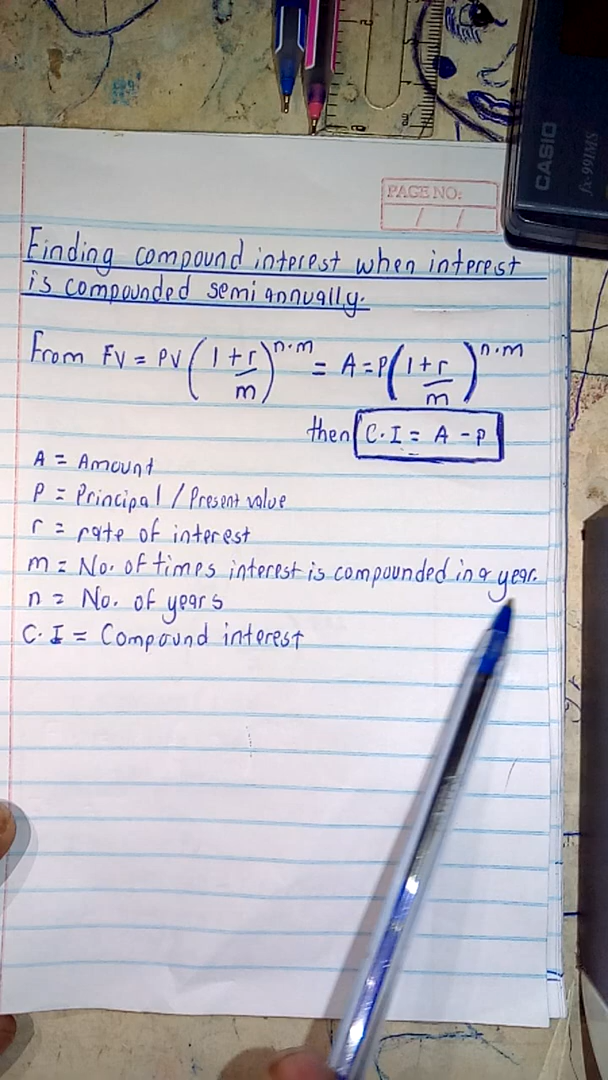 CASIO
fx-991MS
PAGE NO:
/ /
Finding compound interest when interest
is compounded semi annually.
From FV = PV (1+r/m)^n·m = A = P(1+r/m)^n·m
then C·I = A - P
A = Amount
P = Principal / Present value
r = rate of interest
m = No. of times interest is compounded in a year.
n = No. of years
C·I = Compound interest